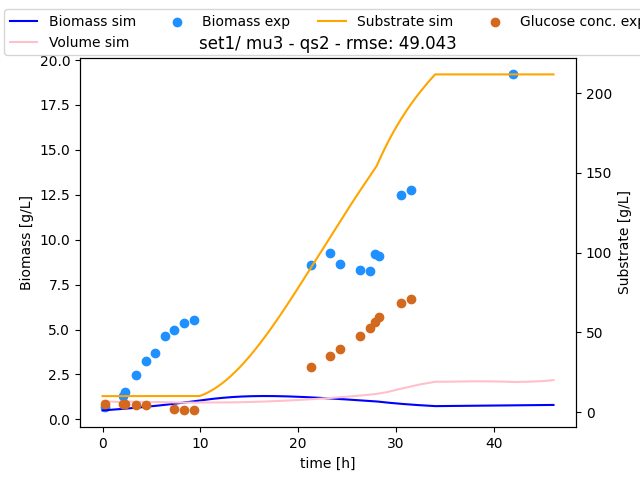 Biomass sim Biomass exp Substrate sim Glucose conc. exp
Volume sim
set1/ mu3 - qs2 - rmse: 49.043
20.0
17.5
15.0
12.5
10.0
7.5
5.0
2.5
0.0
Biomass [g/L]
200
150
100
50
0
Substrate [g/L]
0 10 20 30 40
time [h]